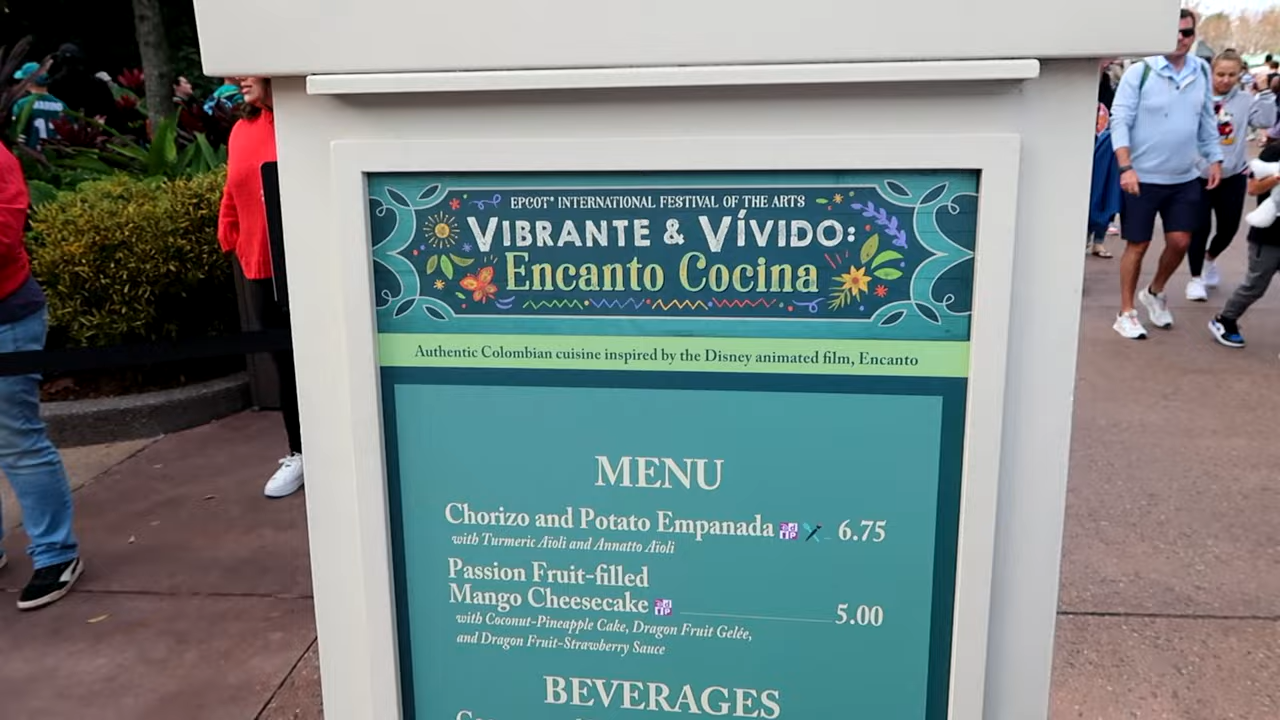 EPCOT® INTERNATIONAL FESTIVAL OF THE ARTS
VIBRANTE & VÍVIDO:
Encanto Cocina
Authentic Colombian cuisine inspired by the Disney animated film, Encanto
MENU
Chorizo and Potato Empanada 6.75
with Turmeric Aïoli and Annatto Aïoli
Passion Fruit-filled
Mango Cheesecake 5.00
with Coconut-Pineapple Cake, Dragon Fruit Gelée,
and Dragon Fruit-Strawberry Sauce
BEVERAGES